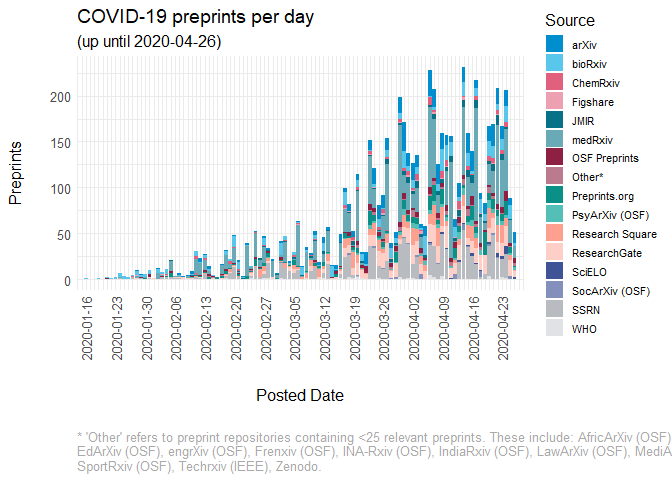 COVID-19 preprints per day
(up until 2020-04-26)
Source
arXiv
bioRxiv
ChemRxiv
Figshare
JMIR
medRxiv
OSF Preprints
Other*
Preprints.org
PsyArXiv (OSF)
Research Square
ResearchGate
SciELO
SocArXiv (OSF)
SSRN
WHO
Preprints
200
150
100
50
0
2020-01-16
2020-01-23
2020-01-30
2020-02-06
2020-02-13
2020-02-20
2020-02-27
2020-03-05
2020-03-12
2020-03-19
2020-03-26
2020-04-02
2020-04-09
2020-04-16
2020-04-23
Posted Date
* 'Other' refers to preprint repositories containing <25 relevant preprints. These include: AfricArXiv (OSF)
EdArXiv (OSF), engrXiv (OSF), Frenxiv (OSF), INA-Rxiv (OSF), IndiaRxiv (OSF), LawArXiv (OSF), MediA
SportRxiv (OSF), Techrxiv (IEEE), Zenodo.